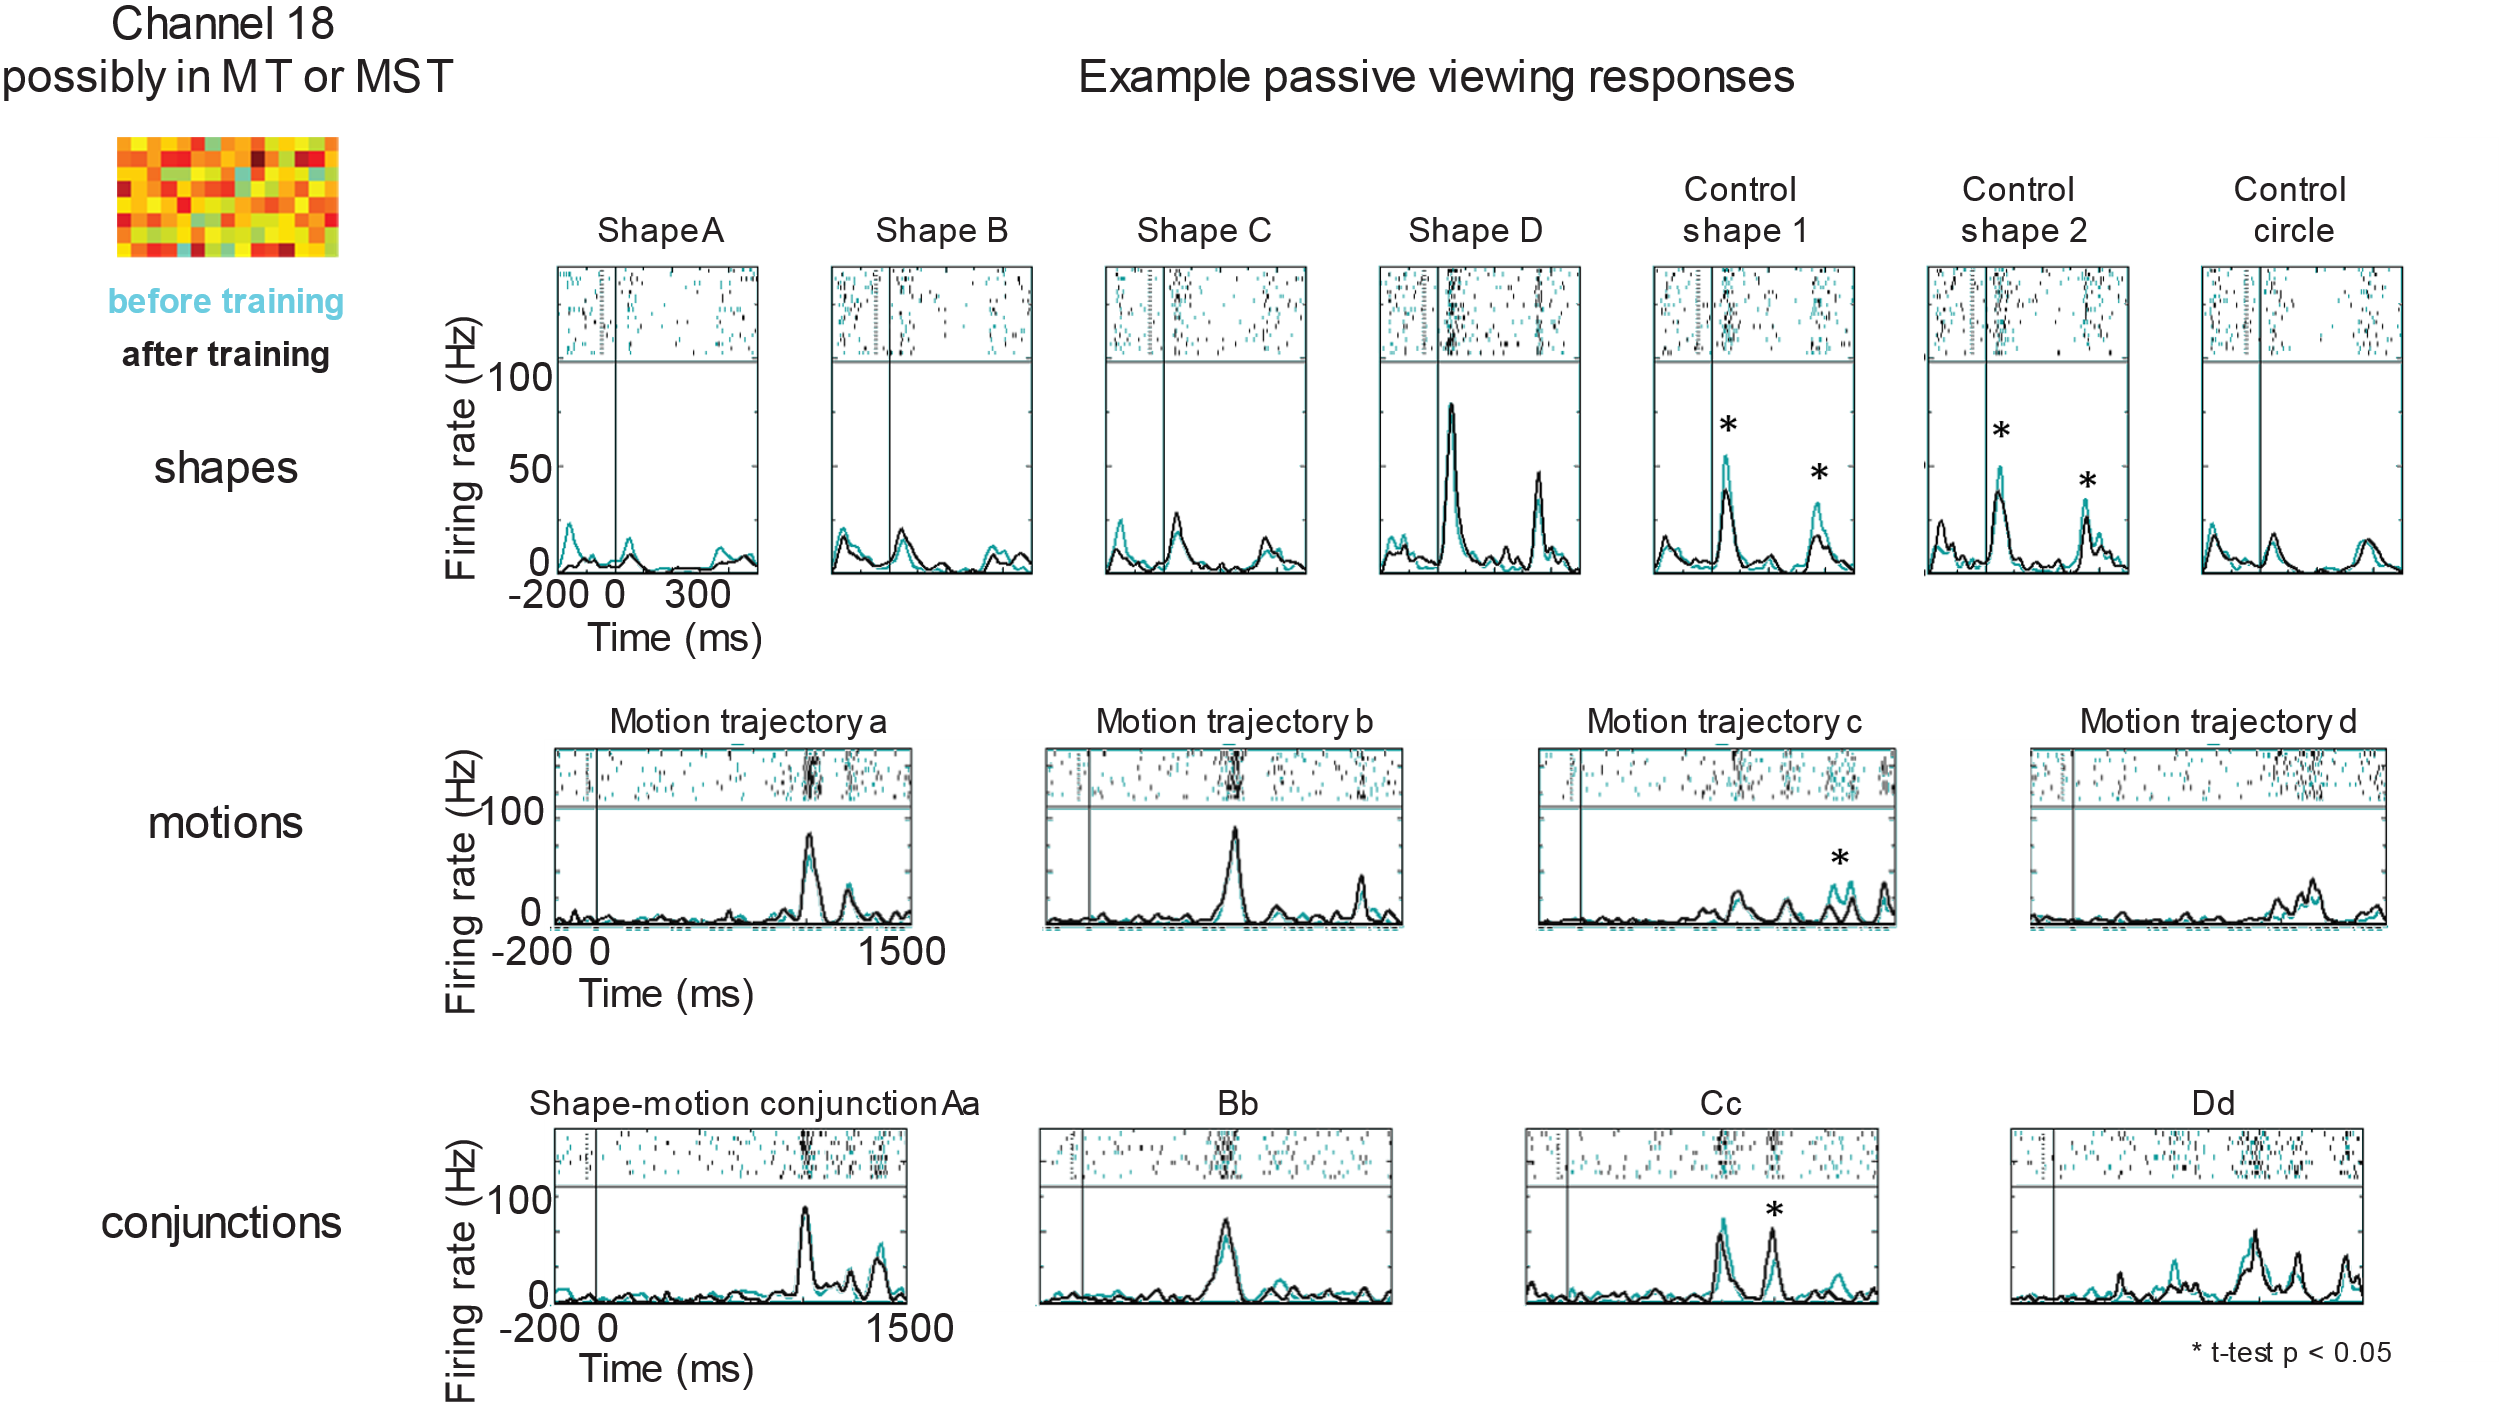 Channel 18
possibly in MT or MST
Example passive viewing responses
before training
after training
Shape A
Shape B
Shape C
Shape D
Control
shape 1
Control
shape 2
Control
circle
shapes
Firing rate (Hz)
100
50
0
-200 0 300
Time (ms)
*
*
*
*
Motion trajectory a
Motion trajectory b
Motion trajectory c
Motion trajectory d
motions
Firing rate (Hz)
100
0
-200 0 1500
Time (ms)
*
Shape-motion conjunction Aa
Bb
Cc
Dd
conjunctions
Firing rate (Hz)
100
0
-200 0 1500
Time (ms)
*
* t-test p < 0.05